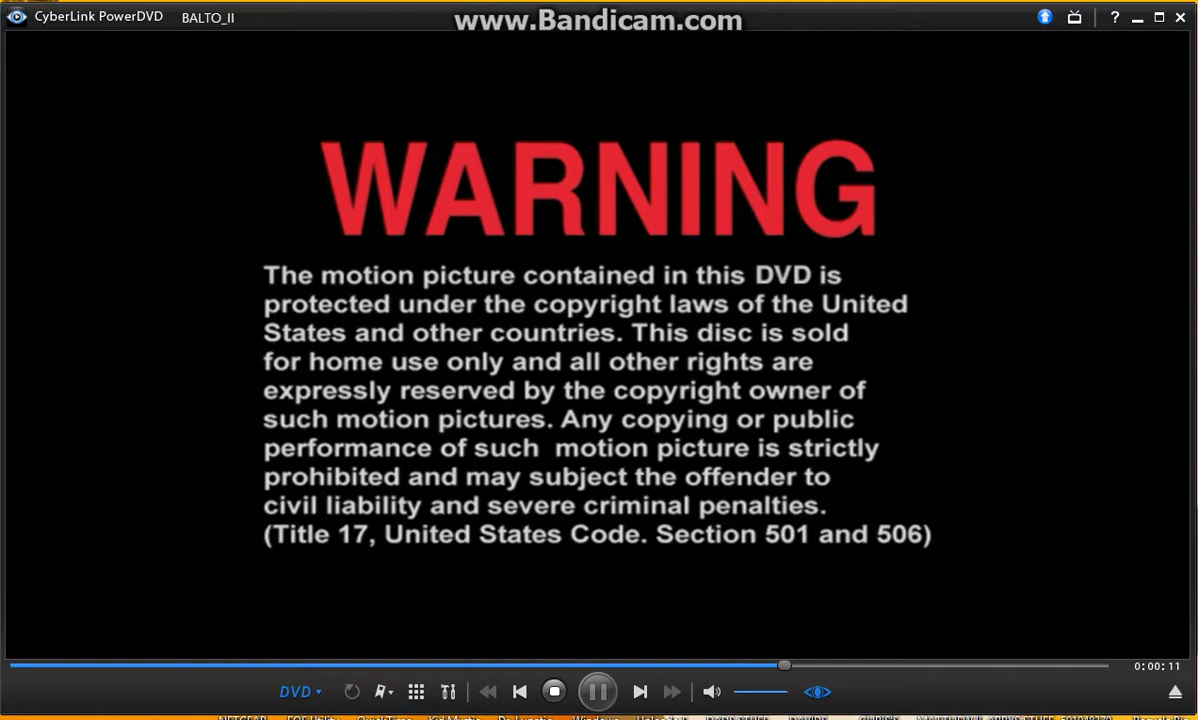 CyberLink PowerDVD BALTO_II
www.Bandicam.com
WARNING
The motion picture contained in this DVD is
protected under the copyright laws of the United
States and other countries. This disc is sold
for home use only and all other rights are
expressly reserved by the copyright owner of
such motion pictures. Any copying or public
performance of such motion picture is strictly
prohibited and may subject the offender to
civil liability and severe criminal penalties.
(Title 17, United States Code. Section 501 and 506)
0:00:11
DVD